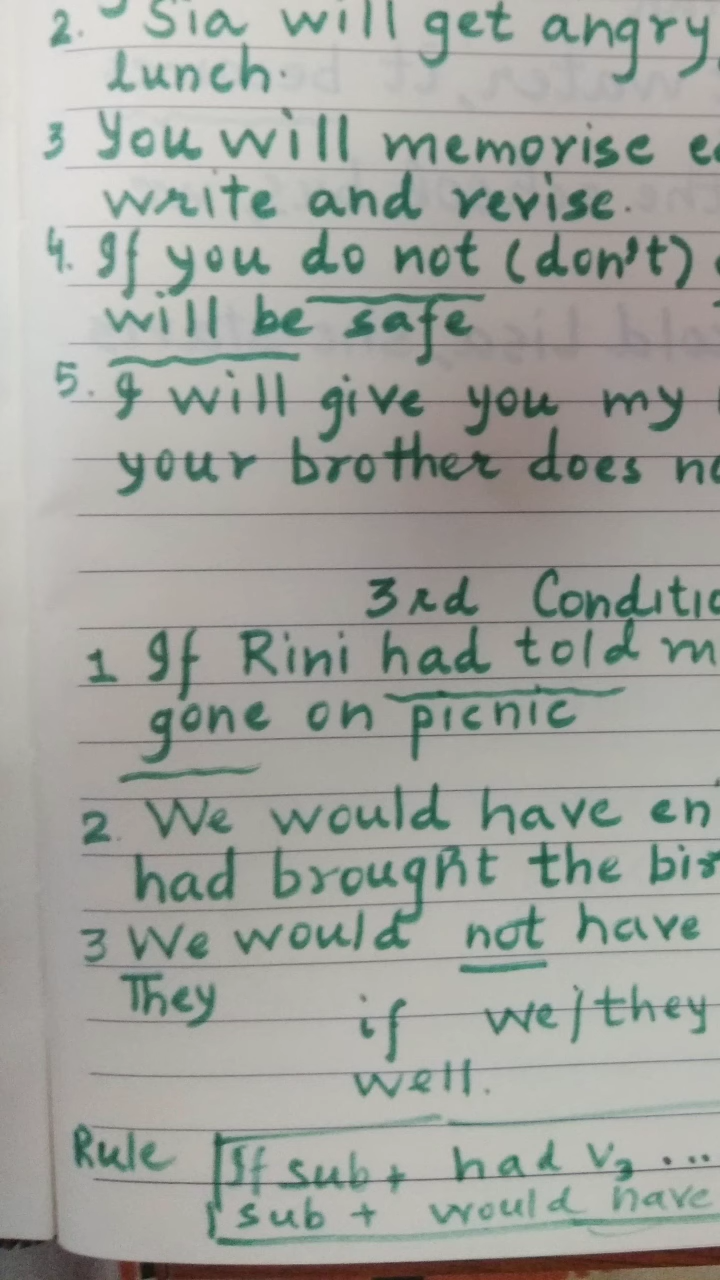 2. Sia will get angry
lunch.
3 You will memorise
write and revise.
4. If you do not (don't)
will be safe
5. I will give you my
your brother does
3rd
1 If Rini had told
gone on picnic
2. We would have
had brought the
3 We would not have
They if we/they
well.
Rule If sub + had V3 ...
sub + would have